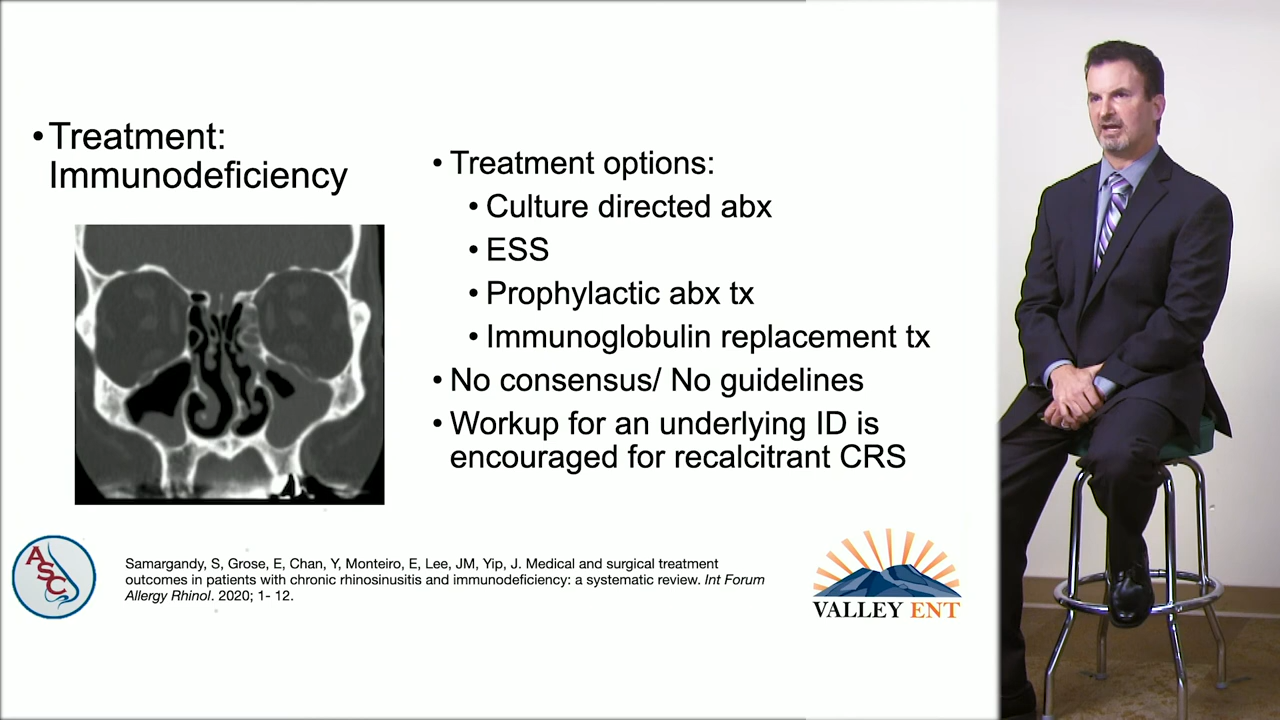 • Treatment:
Immunodeficiency
• Treatment options:
• Culture directed abx
• ESS
• Prophylactic abx tx
• Immunoglobulin replacement tx
• No consensus/ No guidelines
• Workup for an underlying ID is
encouraged for recalcitrant CRS
ASC
Samargandy, S, Grose, E, Chan, Y, Monteiro, E, Lee, JM, Yip, J. Medical and surgical treatment
outcomes in patients with chronic rhinosinusitis and immunodeficiency: a systematic review. Int Forum
Allergy Rhinol. 2020; 1- 12.
VALLEY ENT